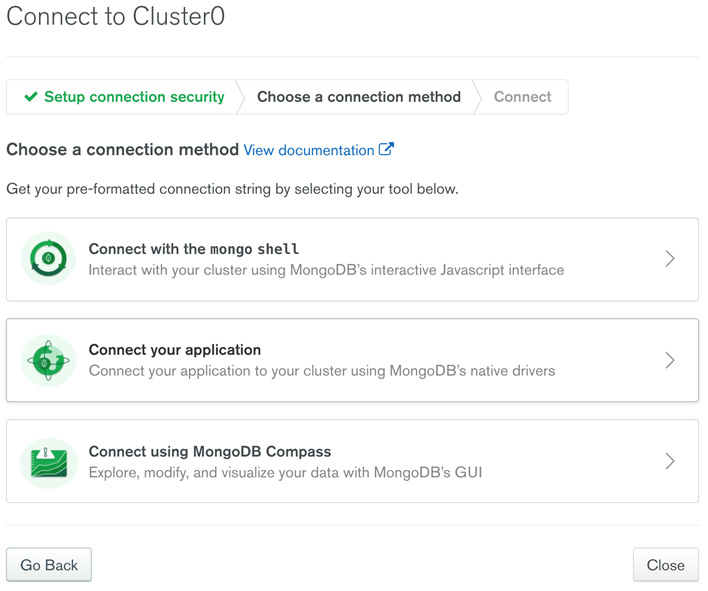 Connect to Cluster0
Setup connection security
Choose a connection method
Connect
Choose a connection method View documentation
Get your pre-formatted connection string by selecting your tool below.
Connect with the mongo shell
Interact with your cluster using MongoDB's interactive Javascript interface
Connect your application
Connect your application to your cluster using MongoDB's native drivers
Connect using MongoDB Compass
Explore, modify, and visualize your data with MongoDB's GUI
Go Back
Close